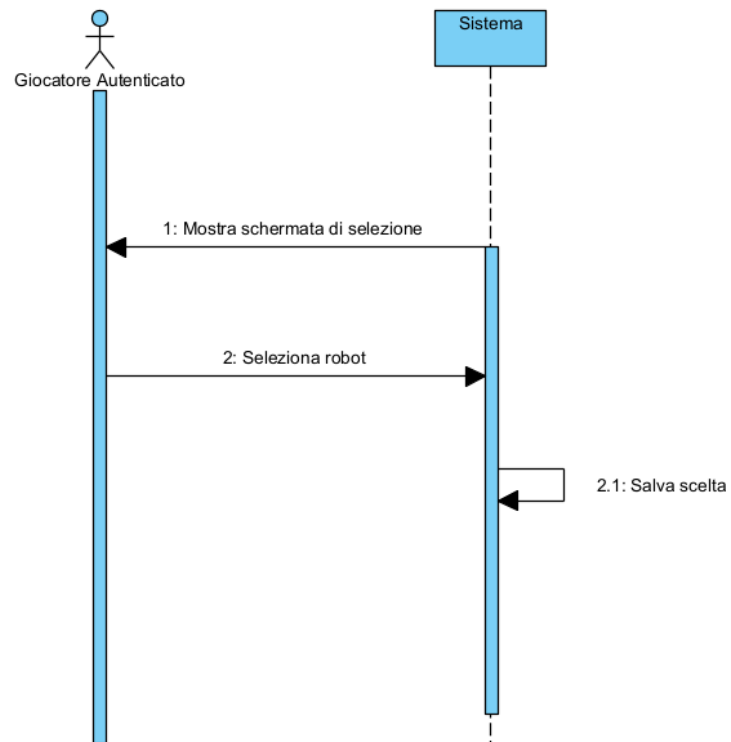 Sistema
Giocatore Autenticato
1: Mostra schermata di selezione
2: Seleziona robot
2.1: Salva scelta